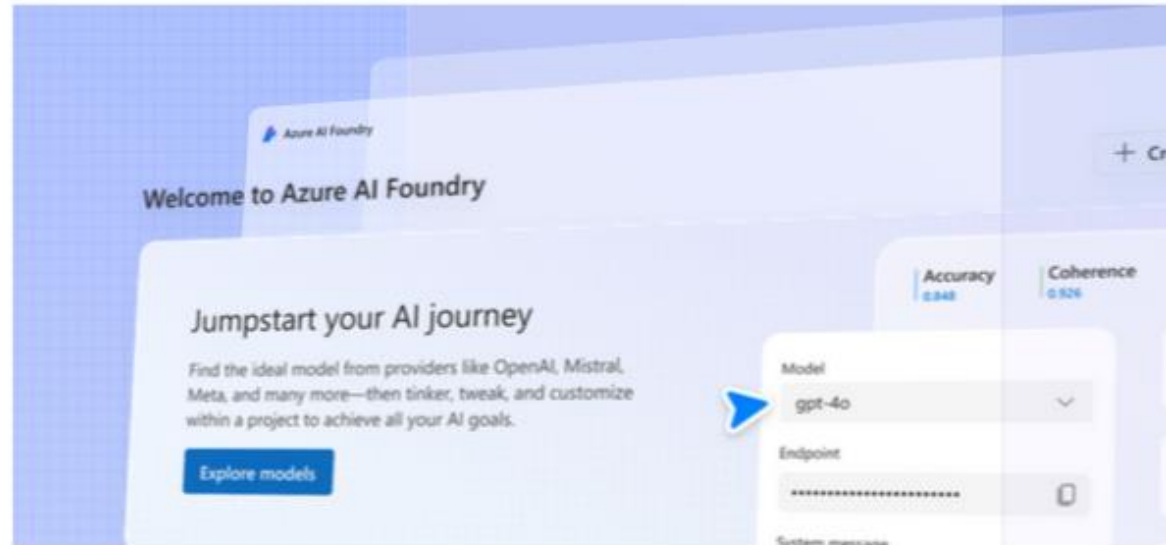 Azure AI Foundry
+ Cr
Welcome to Azure AI Foundry
Accuracy
0.848
Coherence
0.926
Jumpstart your AI journey
Find the ideal model from providers like OpenAI, Mistral,
Meta, and many more—then tinker, tweak, and customize
within a project to achieve all your AI goals.
Explore models
Model
gpt-4o
Endpoint
System message